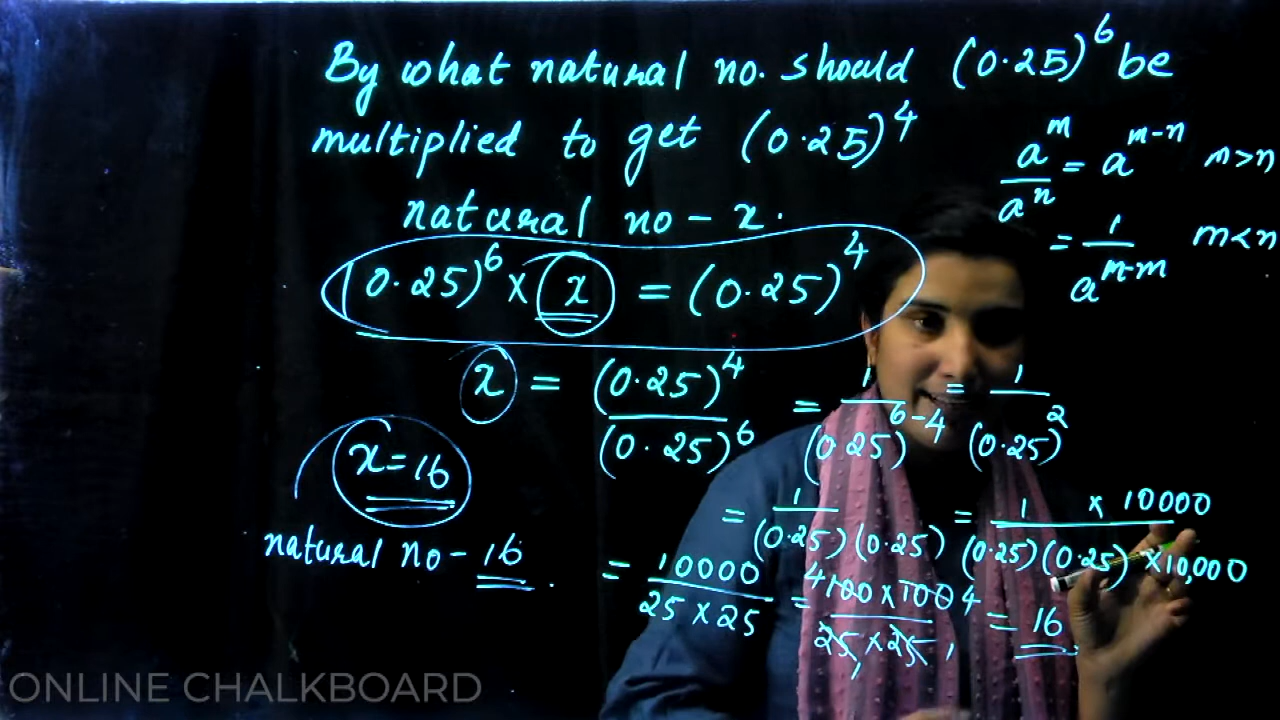 By what natural no. should (0.25)^6 be
multiplied to get (0.25)^4
a^m/a^n = a^(m-n) m>n
= 1/a^(n-m) m<n
natural no - x.
(0.25)^6 × x = (0.25)^4
x = (0.25)^4/(0.25)^6 = 1/(0.25)^(6-4) = 1/(0.25)^2
x=16
= 1/(0.25)(0.25) = 1 × 10000/(0.25)(0.25) ×10,000
natural no - 16.
= 10000/25 × 25 = 4 100 × 100 4/25, × 25, 1 = 16
ONLINE CHALKBOARD